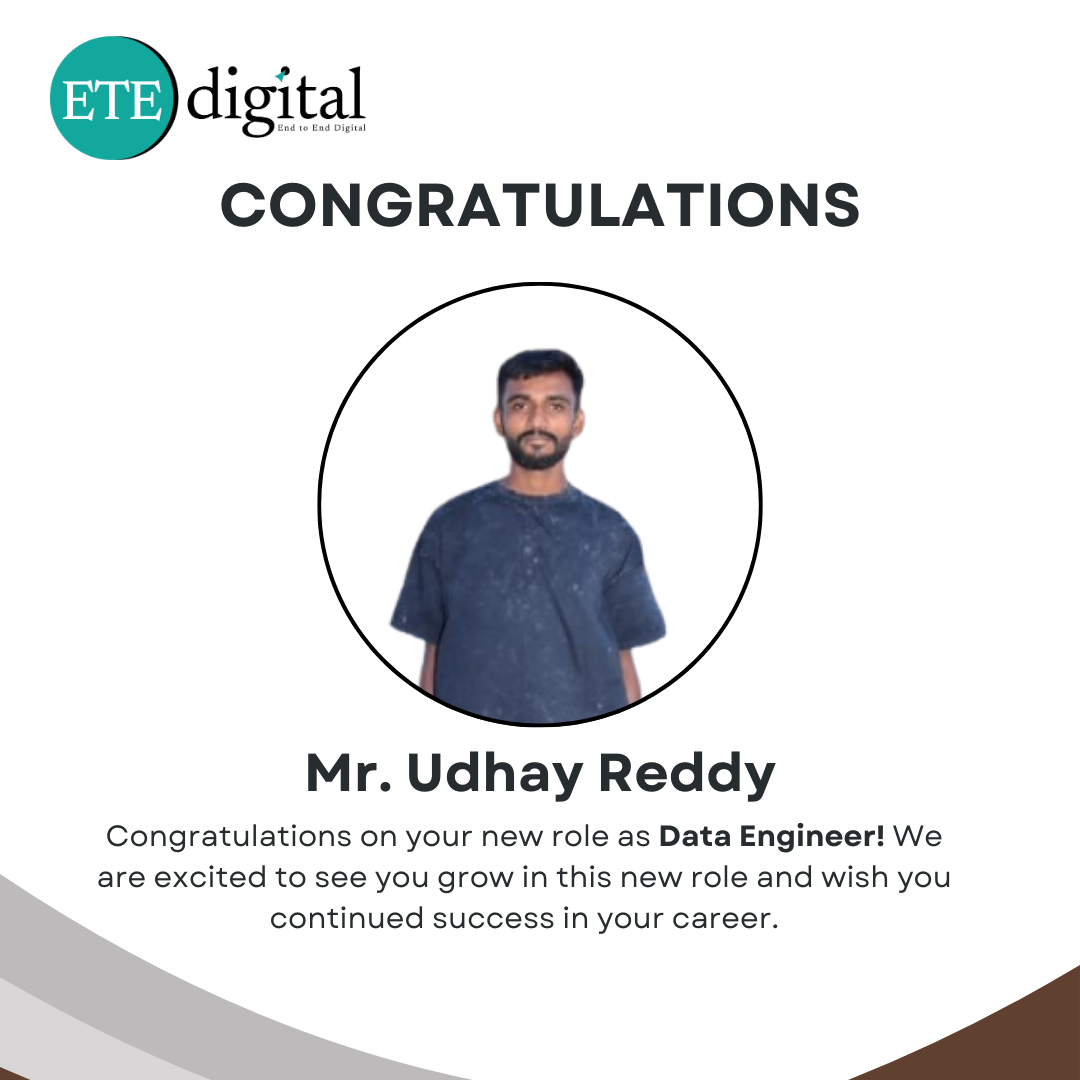 ETE digital
End to End Digital
CONGRATULATIONS
Mr. Udhay Reddy
Congratulations on your new role as Data Engineer! We
are excited to see you grow in this new role and wish you
continued success in your career.